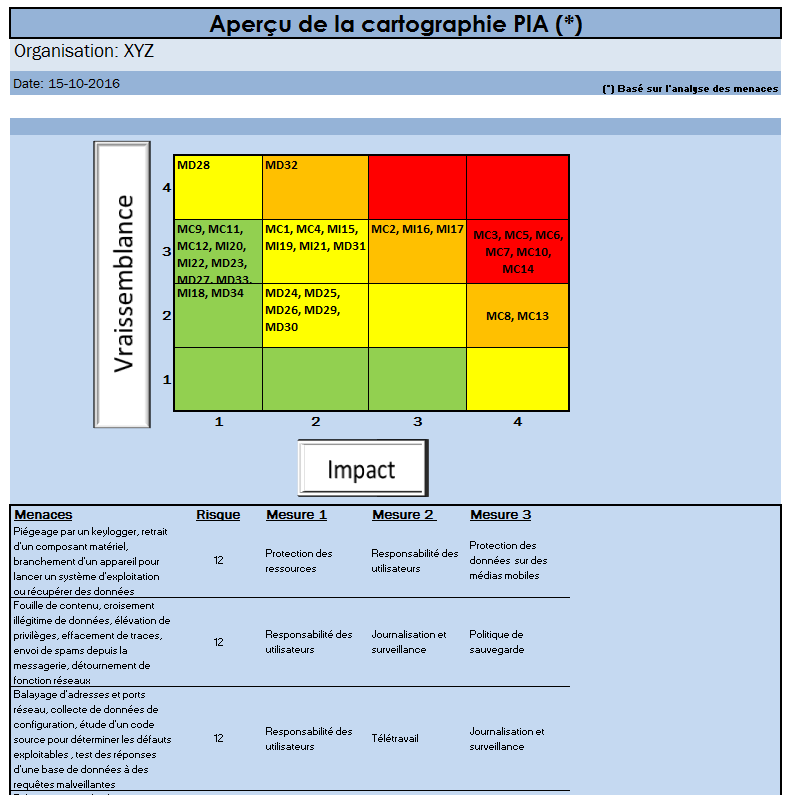 Aperçu de la cartographie PIA (*)
Organisation: XYZ
Date: 15-10-2016
(*) Basé sur l'analyse des menaces
Vraissemblance
4
MD28
MD32
3
MC9, MC11,
MC12, MI20,
MI22, MD23,
MD27, MD33,
MC1, MC4, MI15,
MI19, MI21, MD31
MC2, MI16, MI17
MC3, MC5, MC6,
MC7, MC10,
MC14
2
MI18, MD34
MD24, MD25,
MD26, MD29,
MD30
MC8, MC13
1
1 2 3 4
Impact
Menaces Risque Mesure 1 Mesure 2 Mesure 3
Piégeage par un keylogger, retrait
d'un composant matériel,
branchement d'un appareil pour
lancer un système d'exploitation
ou récupérer des données
12
Protection des
ressources
Responsabilité des
utilisateurs
Protection des
données sur des
médias mobiles
Fouille de contenu, croisement
illégitime de données, élévation de
privilèges, effacement de traces,
envoi de spams depuis la
messagerie, détournement de
fonction réseaux
12
Responsabilité des
utilisateurs
Journalisation et
surveillance
Politique de
sauvegarde
Balayage d'adresses et ports
réseau, collecte de données de
configuration, étude d'un code
source pour déterminer les défauts
exploitables , test des réponses
d'une base de données à des
requêtes malveillantes
12
Responsabilité des
utilisateurs
Télétravail
Journalisation et
surveillance